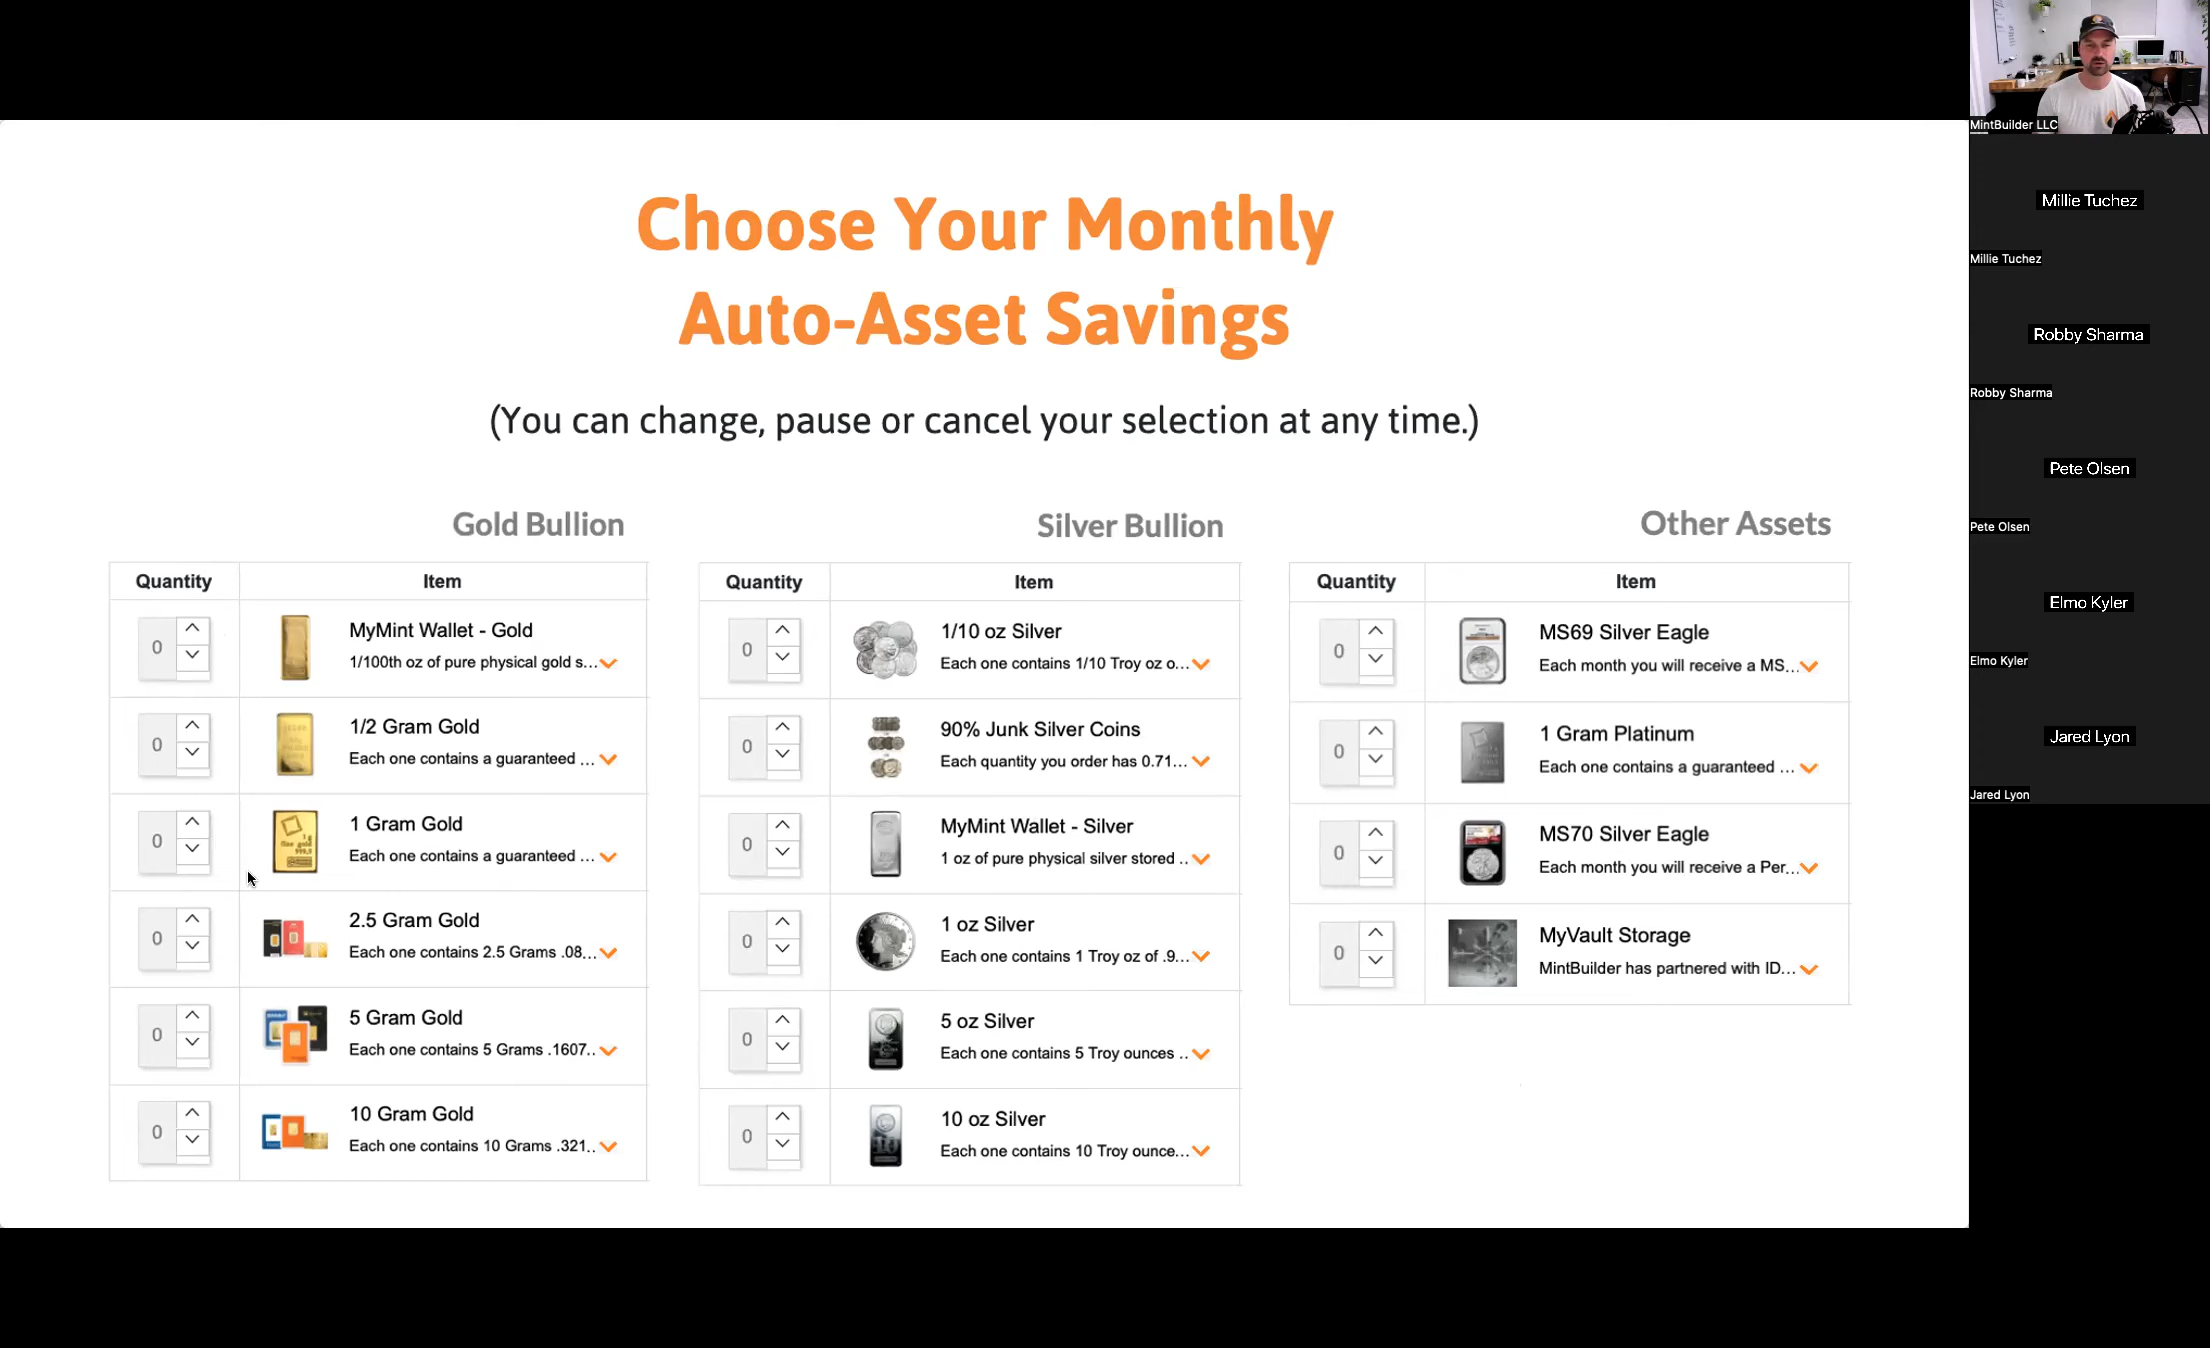 Choose Your Monthly
Auto-Asset Savings
(You can change, pause or cancel your selection at any time.)
Gold Bullion
Quantity Item
0 MyMint Wallet - Gold
1/100th oz of pure physical gold s...
0 1/2 Gram Gold
Each one contains a guaranteed ...
0 1 Gram Gold
Each one contains a guaranteed ...
0 2.5 Gram Gold
Each one contains 2.5 Grams .08...
0 5 Gram Gold
Each one contains 5 Grams .1607..
0 10 Gram Gold
Each one contains 10 Grams .321..
Silver Bullion
Quantity Item
0 1/10 oz Silver
Each one contains 1/10 Troy oz o...
0 90% Junk Silver Coins
Each quantity you order has 0.71...
0 MyMint Wallet - Silver
1 oz of pure physical silver stored ..
0 1 oz Silver
Each one contains 1 Troy oz of .9...
0 5 oz Silver
Each one contains 5 Troy ounces ..
0 10 oz Silver
Each one contains 10 Troy ounce...
Other Assets
Quantity Item
0 MS69 Silver Eagle
Each month you will receive a MS...
0 1 Gram Platinum
Each one contains a guaranteed ...
0 MS70 Silver Eagle
Each month you will receive a Per...
0 MyVault Storage
MintBuilder has partnered with ID...
MintBuilder LLC
Millie Tuchez
Millie Tuchez
Robby Sharma
Robby Sharma
Pete Olsen
Pete Olsen
Elmo Kyler
Elmo Kyler
Jared Lyon
Jared Lyon